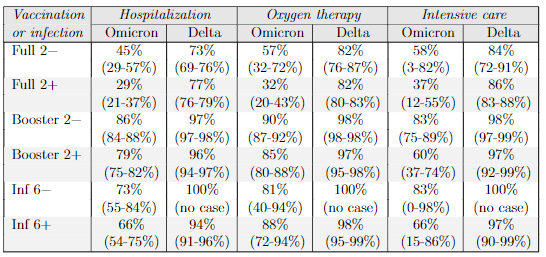 Vaccination Hospitalization Oxygen therapy Intensive care
or infection Omicron Delta Omicron Delta Omicron Delta
Full 2− 45% 73% 57% 82% 58% 84%
(29-57%) (69-76%) (32-72%) (76-87%) (3-82%) (72-91%)
Full 2+ 29% 77% 32% 82% 37% 86%
(21-37%) (76-79%) (20-43%) (80-83%) (12-55%) (83-88%)
Booster 2− 86% 97% 90% 98% 83% 98%
(84-88%) (97-98%) (87-92%) (98-98%) (75-89%) (97-99%)
Booster 2+ 79% 96% 85% 97% 60% 97%
(75-82%) (94-97%) (80-88%) (95-98%) (37-74%) (92-99%)
Inf 6− 73% 100% 81% 100% 83% 100%
(55-84%) (no case) (40-94%) (no case) (0-98%) (no case)
Inf 6+ 66% 94% 88% 98% 66% 97%
(54-75%) (91-96%) (72-94%) (95-99%) (15-86%) (90-99%)